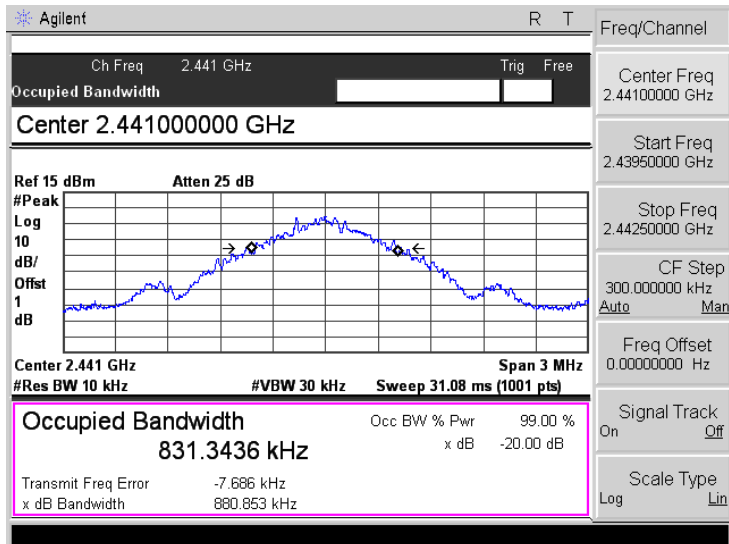 Agilent R T
Freq/Channel
Ch Freq 2.441 GHz Trig Free
Occupied Bandwidth
Center 2.441000000 GHz
Ref 15 dBm Atten 25 dB
#Peak
Log
10
dB/
Offst
1
dB
Center 2.441 GHz Span 3 MHz
#Res BW 10 kHz #VBW 30 kHz Sweep 31.08 ms (1001 pts)
Occupied Bandwidth
831.3436 kHz
Occ BW % Pwr 99.00 %
x dB -20.00 dB
Transmit Freq Error -7.686 kHz
x dB Bandwidth 880.853 kHz
Center Freq
2.44100000 GHz
Start Freq
2.43950000 GHz
Stop Freq
2.44250000 GHz
CF Step
300.000000 kHz
Auto Man
Freq Offset
0.00000000 Hz
Signal Track
On Off
Scale Type
Log Lin